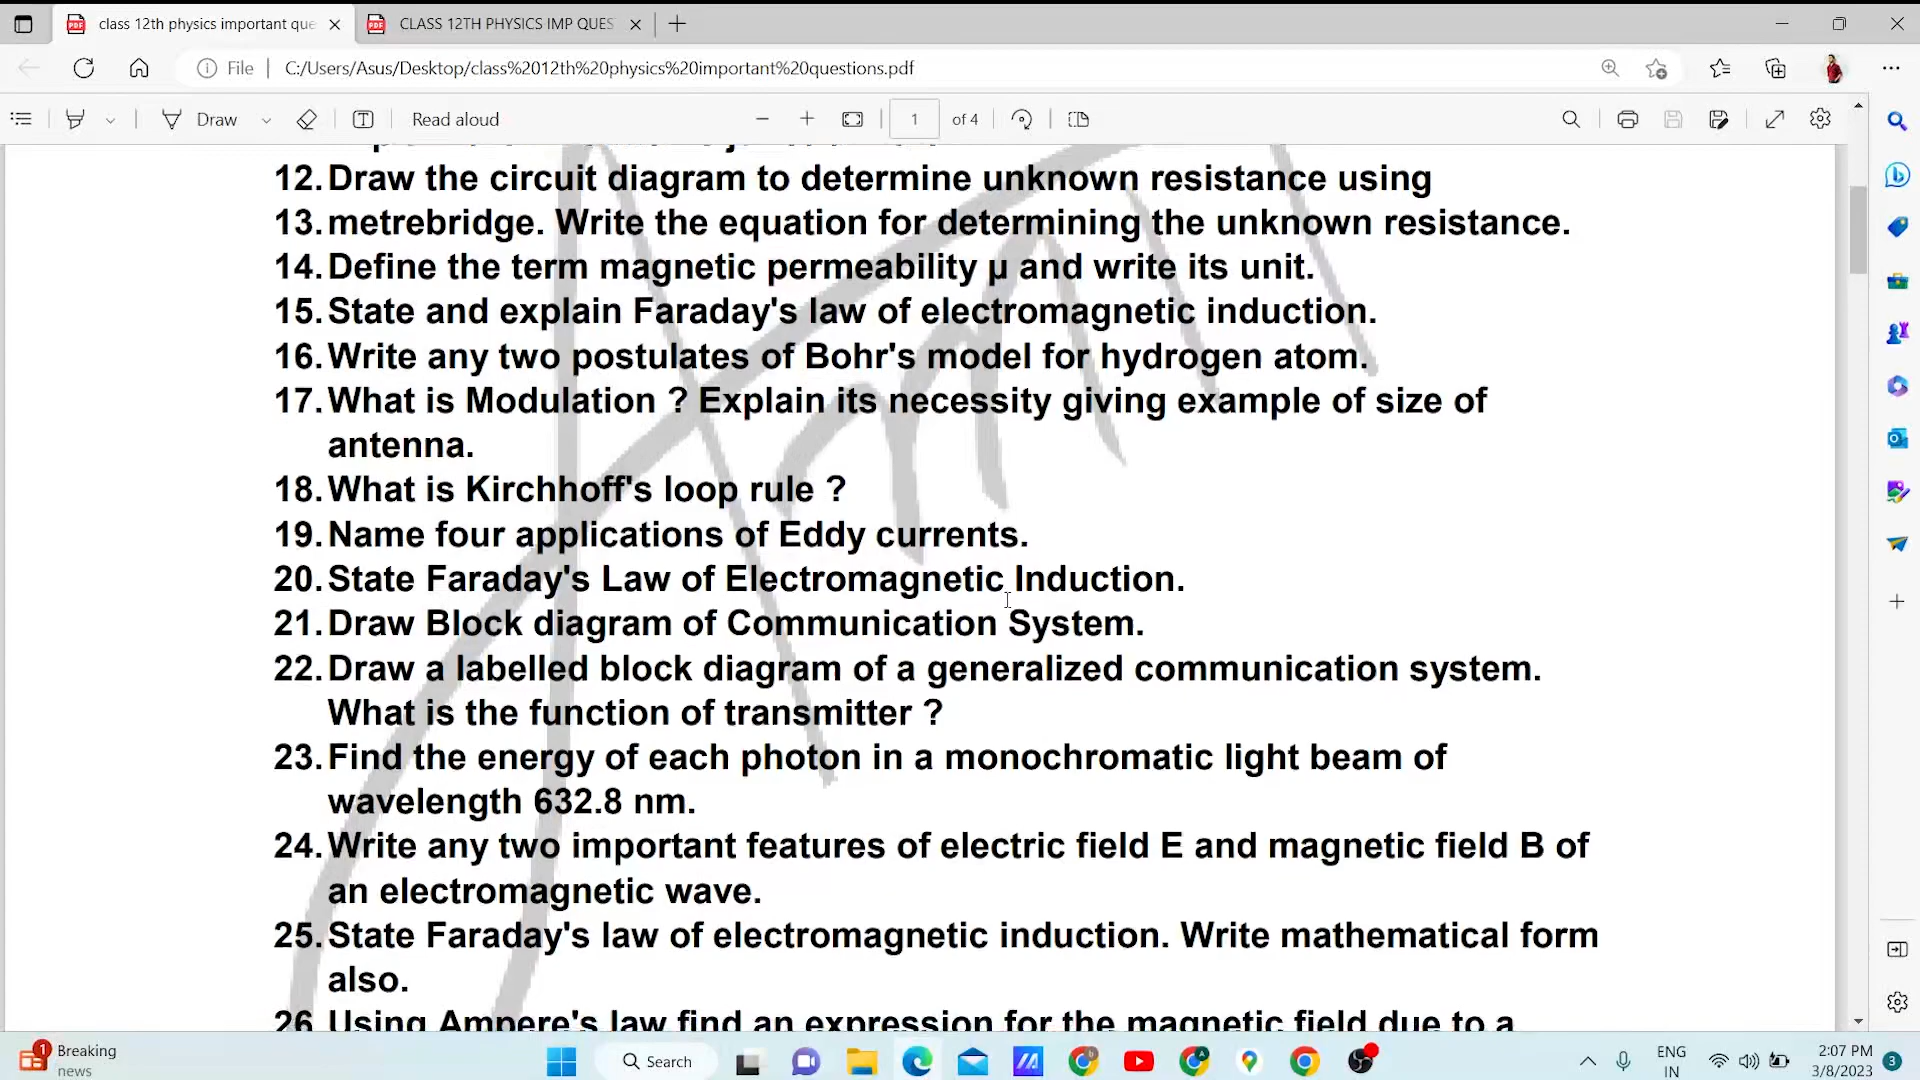 class 12th physics important que
CLASS 12TH PHYSICS IMP QUES
File
C:/Users/Asus/Desktop/class%2012th%20physics%20important%20questions.pdf
Draw
Read aloud
1 of 4
12. Draw the circuit diagram to determine unknown resistance using
13. metrebridge. Write the equation for determining the unknown resistance.
14. Define the term magnetic permeability μ and write its unit.
15. State and explain Faraday's law of electromagnetic induction.
16. Write any two postulates of Bohr's model for hydrogen atom.
17. What is Modulation ? Explain its necessity giving example of size of
antenna.
18. What is Kirchhoff's loop rule ?
19. Name four applications of Eddy currents.
20. State Faraday's Law of Electromagnetic Induction.
21. Draw Block diagram of Communication System.
22. Draw a labelled block diagram of a generalized communication system.
What is the function of transmitter ?
23. Find the energy of each photon in a monochromatic light beam of
wavelength 632.8 nm.
24. Write any two important features of electric field E and magnetic field B of
an electromagnetic wave.
25. State Faraday's law of electromagnetic induction. Write mathematical form
also.
26 Using Ampere's law find an expression for the magnetic field due to a
1
Breaking
news
Search
ENG
IN
2:07 PM
3/8/2023
3